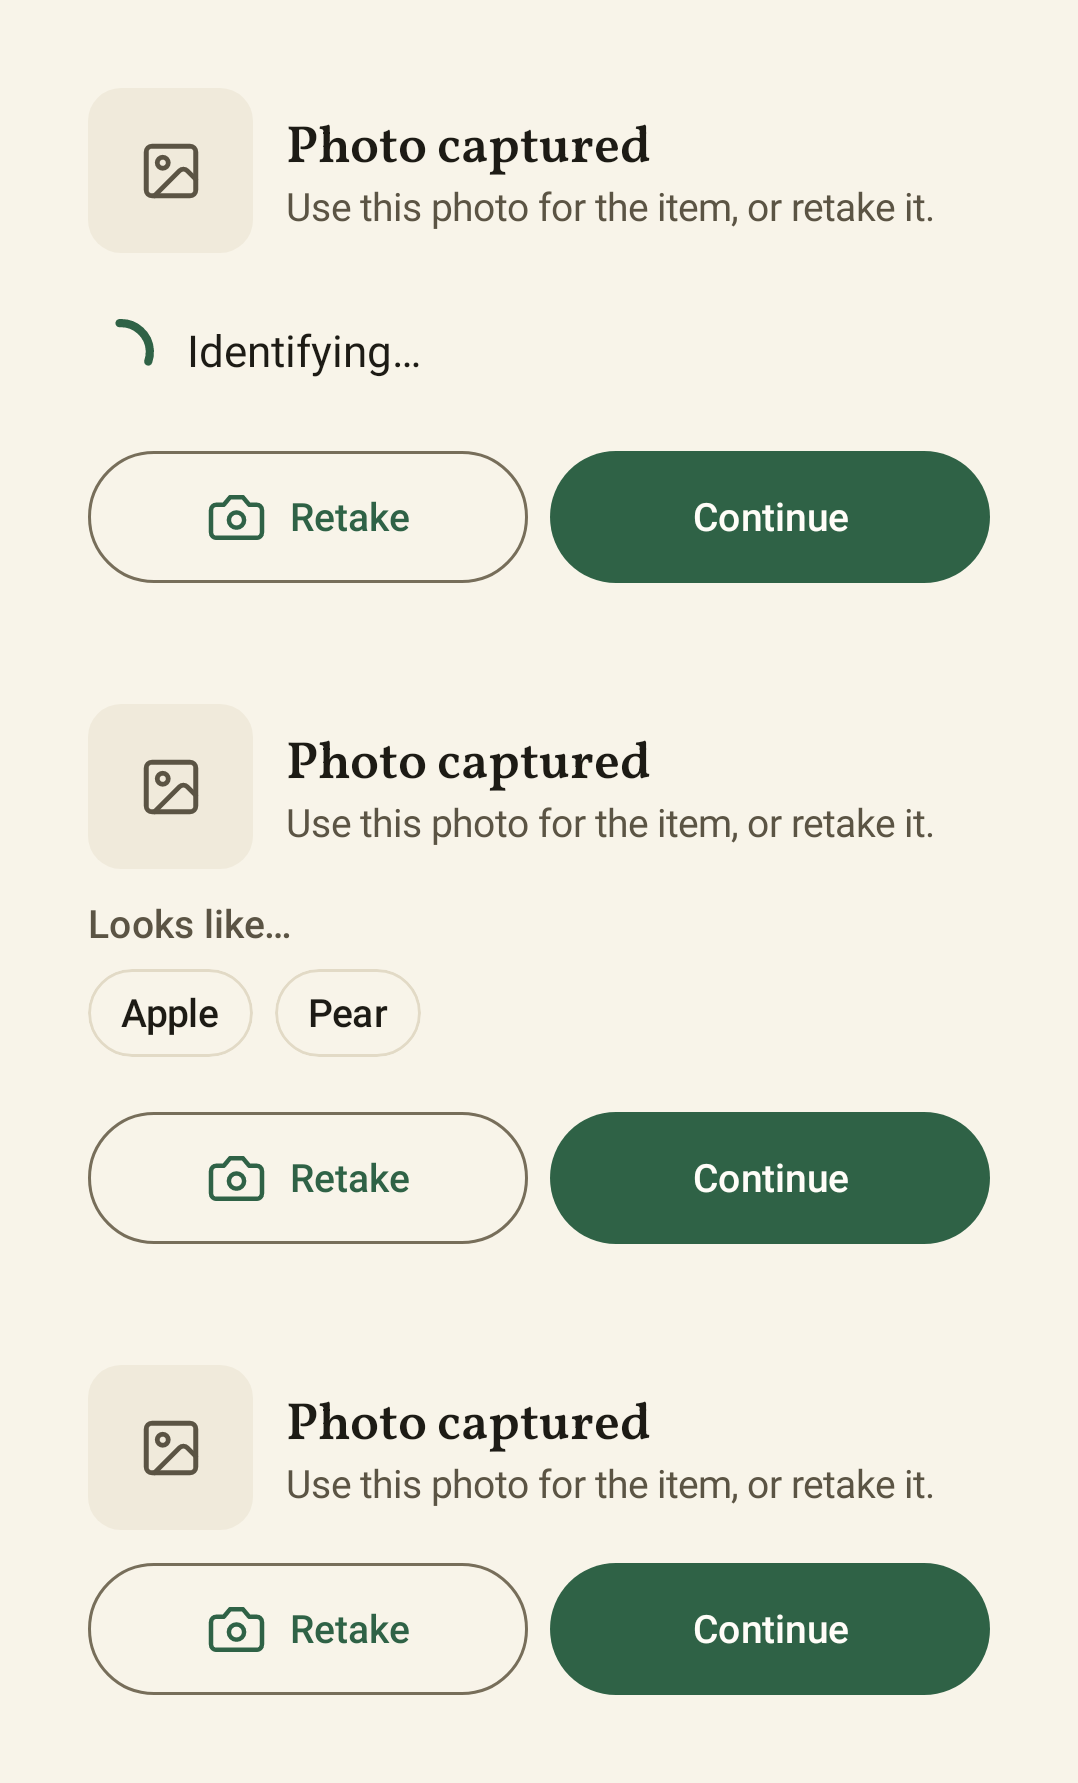 Photo captured
Use this photo for the item, or retake it.
Identifying…
Retake
Continue
Photo captured
Use this photo for the item, or retake it.
Looks like…
Apple
Pear
Retake
Continue
Photo captured
Use this photo for the item, or retake it.
Retake
Continue